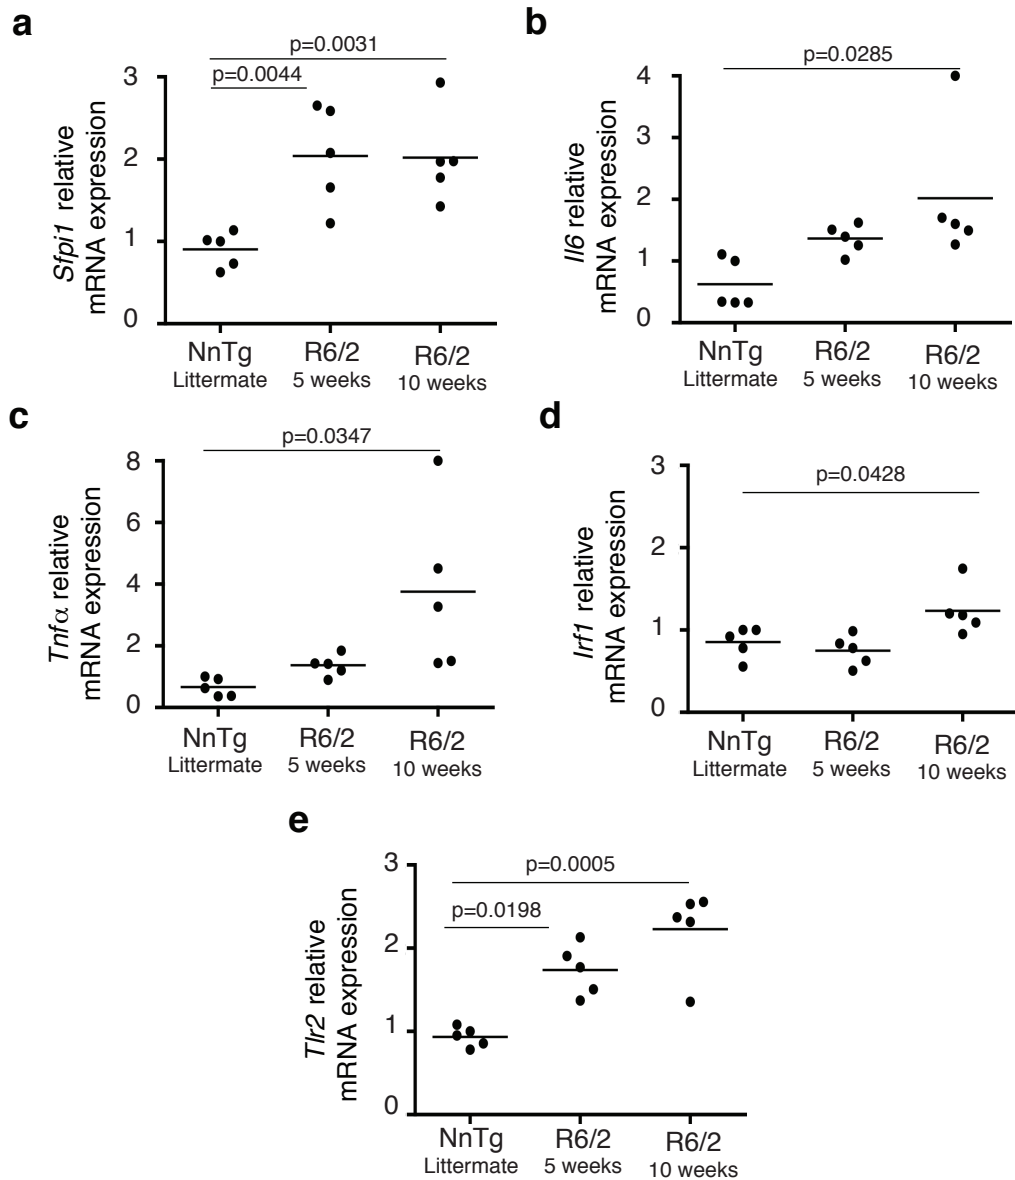 a
p=0.0031
p=0.0044
3
2
1
0
Sfpi1 relative
mRNA expression
NnTg
Littermate
R6/2
5 weeks
R6/2
10 weeks
b
p=0.0285
4
3
2
1
0
Il6 relative
mRNA expression
NnTg
Littermate
R6/2
5 weeks
R6/2
10 weeks
c
p=0.0347
8
6
4
2
0
Tnfα relative
mRNA expression
NnTg
Littermate
R6/2
5 weeks
R6/2
10 weeks
d
p=0.0428
3
2
1
0
Irf1 relative
mRNA expression
NnTg
Littermate
R6/2
5 weeks
R6/2
10 weeks
e
p=0.0005
p=0.0198
3
2
1
0
Tlr2 relative
mRNA expression
NnTg
Littermate
R6/2
5 weeks
R6/2
10 weeks